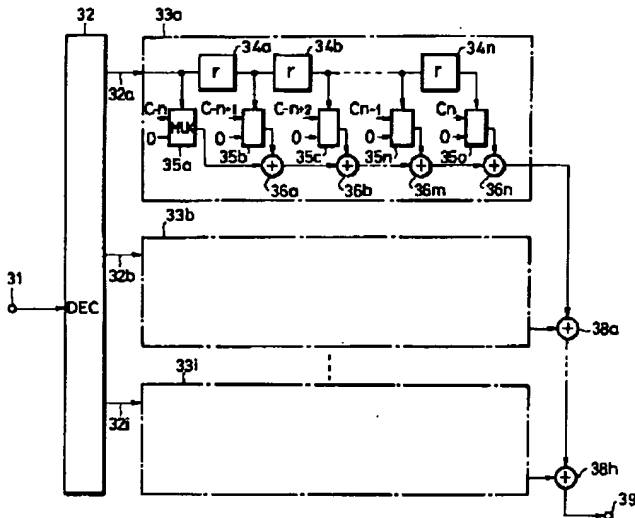 32 33a 34a 34b 34n
r r r
32a
C-n C-n+1 C-n+2 Cn-1 Cn
MUX
0 0 0 0 0
35a 35b 35c 35n 35o
+ + + +
36a 36b 36m 36n
33b
32b
31
DEC
+ 38a
33i
32i
+ 38h
39